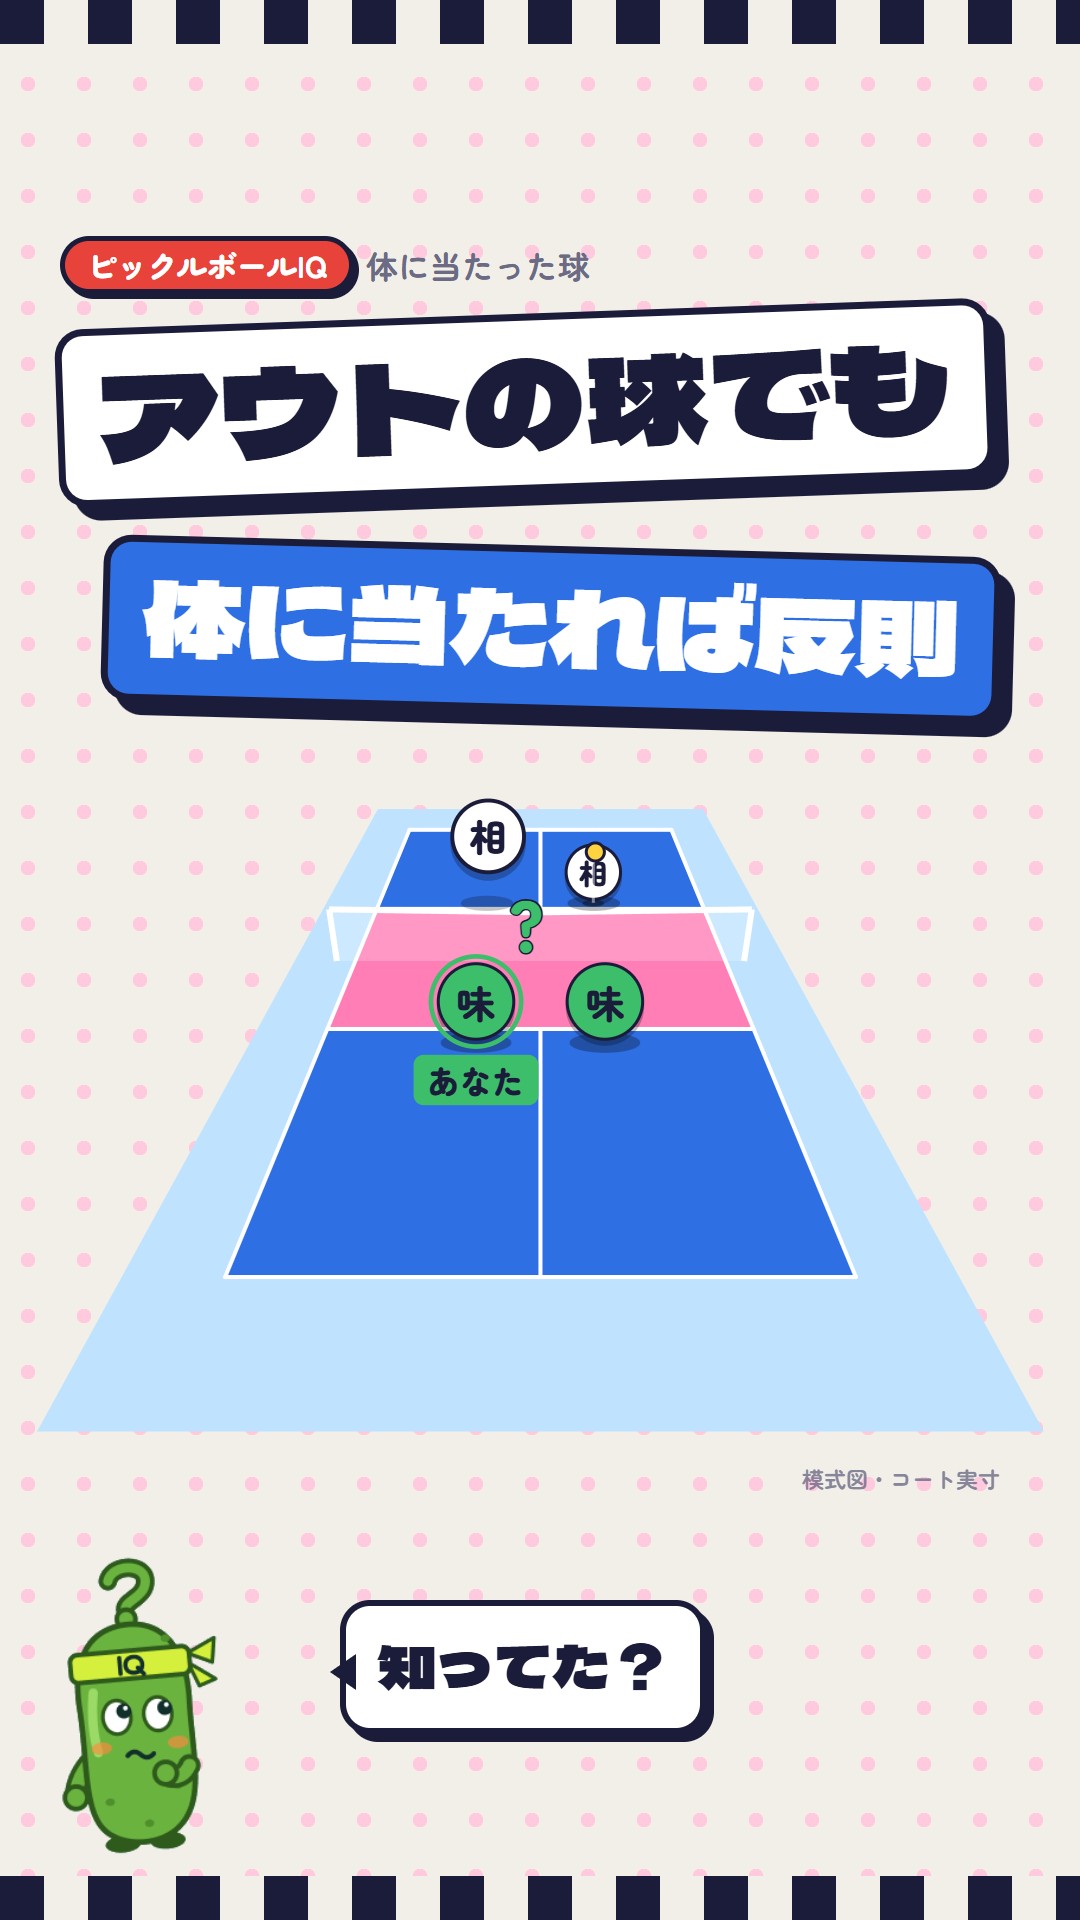 ピックルボールIQ 体に当たった球
アウトの球でも
体に当たれば反則
相
相
?
味 味
あなた
模式図・コート実寸
IQ
知ってた？